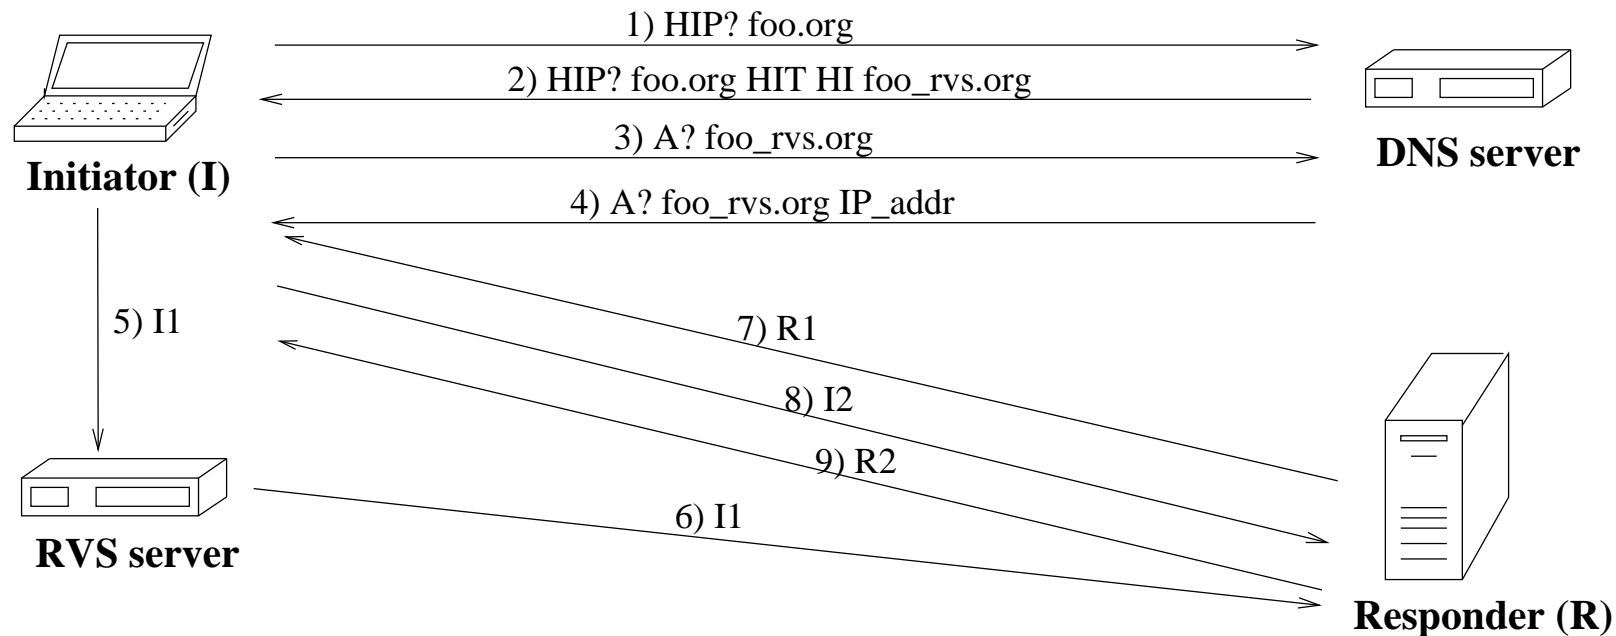 1) HIP? foo.org
2) HIP? foo.org HIT HI foo_rvs.org
3) A? foo_rvs.org
DNS server
Initiator (I)
4) A? foo_rvs.org IP_addr
5) I1
7) R1
8) I2
9) R2
6) I1
RVS server
Responder (R)